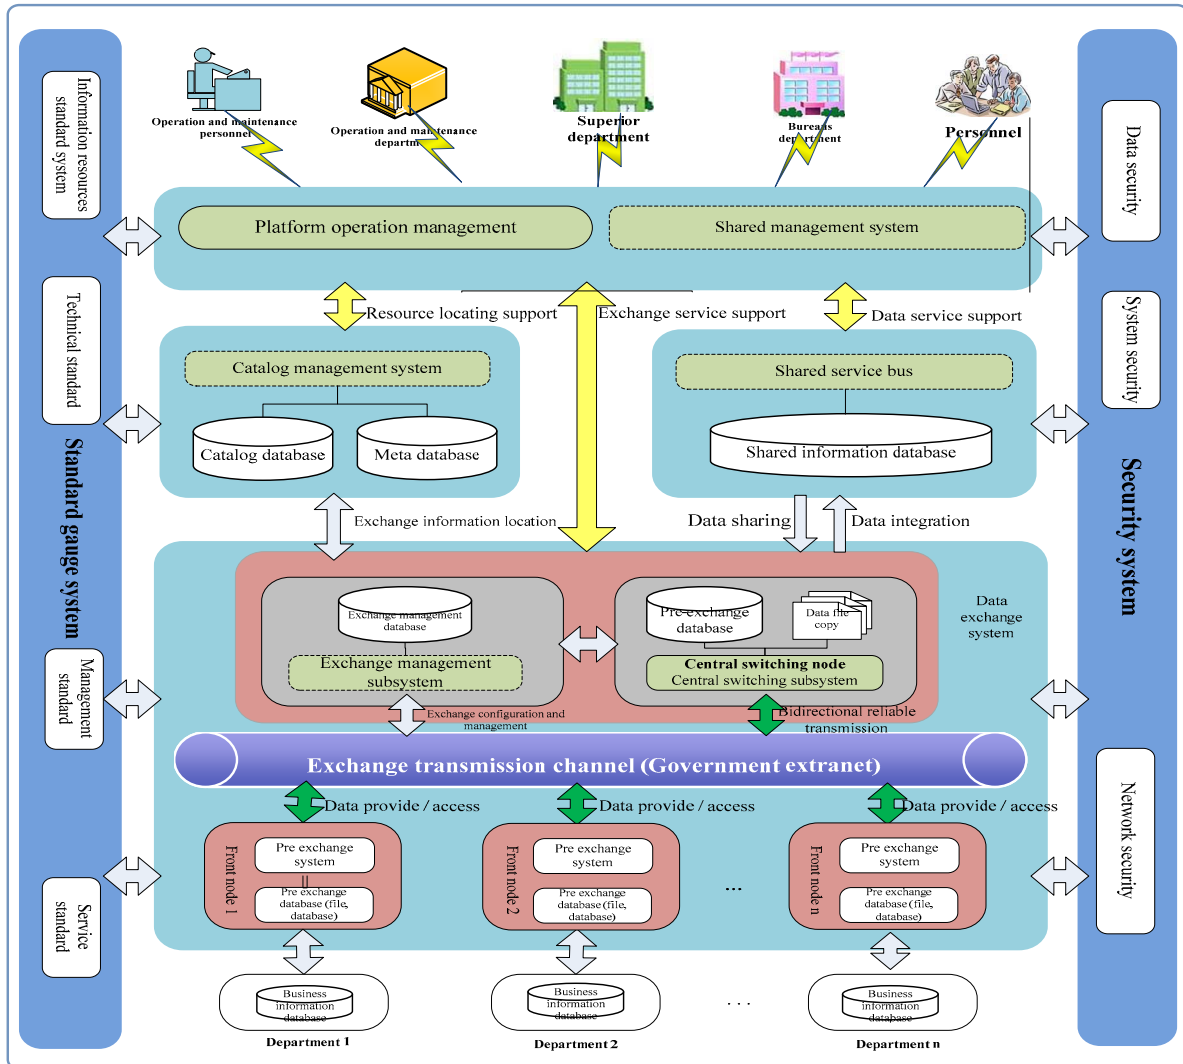 Operation and maintenance
personnel
Operation and maintenance
department
Superior
department
Bureaus
department
Personnel
Information resources
standard system
Technical standard
Standard gauge system
Management
standard
Service
standard
Data security
System security
Security system
Network security
Platform operation management
Shared management system
Resource locating support
Exchange service support
Data service support
Catalog management system
Catalog database
Meta database
Shared service bus
Shared information database
Exchange information location
Data sharing
Data integration
Data
exchange
system
Exchange management
database
Exchange management
subsystem
Pre-exchange
database
Data file
copy
Central switching node
Central switching subsystem
Exchange configuration and
management
Bidirectional reliable
transmission
Exchange transmission channel (Government extranet)
Data provide / access
Data provide / access
Data provide / access
Front node 1
Pre exchange
system
Pre exchange
database (file,
database)
Front node 2
Pre exchange
system
Pre exchange
database (file,
database)
...
Front node n
Pre exchange
system
Pre exchange
database (file,
database)
Business
information
database
Business
information
database
. . .
Business
information
database
Department 1
Department 2
Department n